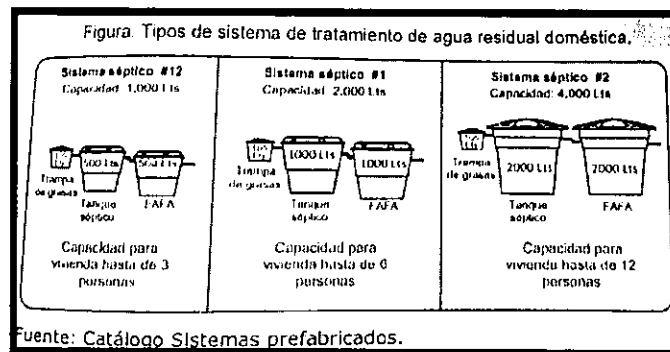 Figura. Tipos de sistema de tratamiento de agua residual doméstica.
Sistema séptico #12
Capacidad: 1,000 Lts
500 Lts
500 Lts
Trampa
de grasas
Tanque
séptico
FAFA
Capacidad para
vivienda hasta de 3
personas
Sistema séptico #1
Capacidad: 2,000 Lts
1000 Lts
1000 Lts
Trampa
de grasas
Tanque
séptico
FAFA
Capacidad para
vivienda hasta de 6
personas
Sistema séptico #2
Capacidad: 4,000 Lts
2000 Lts
2000 Lts
Trampa
de grasas
Tanque
séptico
FAFA
Capacidad para
vivienda hasta de 12
personas
Fuente: Catálogo Sistemas prefabricados.